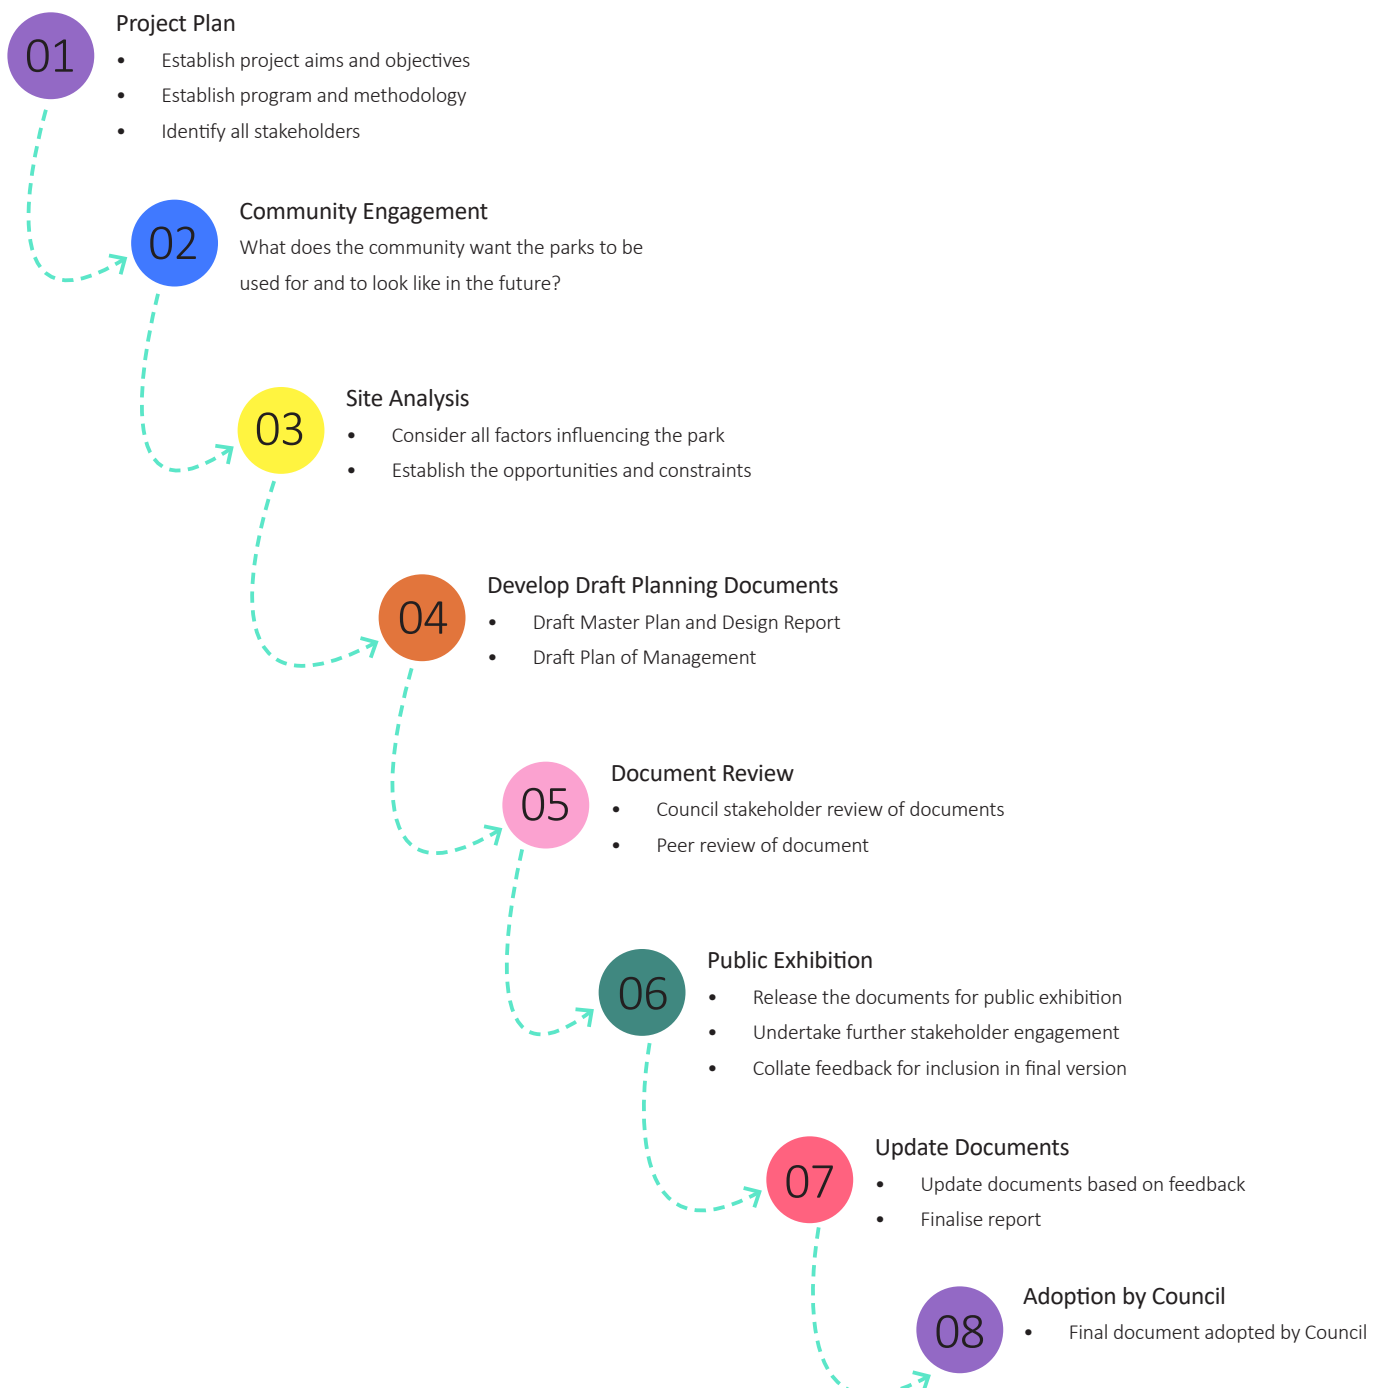 01
Project Plan
• Establish project aims and objectives
• Establish program and methodology
• Identify all stakeholders
02
Community Engagement
What does the community want the parks to be
used for and to look like in the future?
03
Site Analysis
• Consider all factors influencing the park
• Establish the opportunities and constraints
04
Develop Draft Planning Documents
• Draft Master Plan and Design Report
• Draft Plan of Management
05
Document Review
• Council stakeholder review of documents
• Peer review of document
06
Public Exhibition
• Release the documents for public exhibition
• Undertake further stakeholder engagement
• Collate feedback for inclusion in final version
07
Update Documents
• Update documents based on feedback
• Finalise report
08
Adoption by Council
• Final document adopted by Council